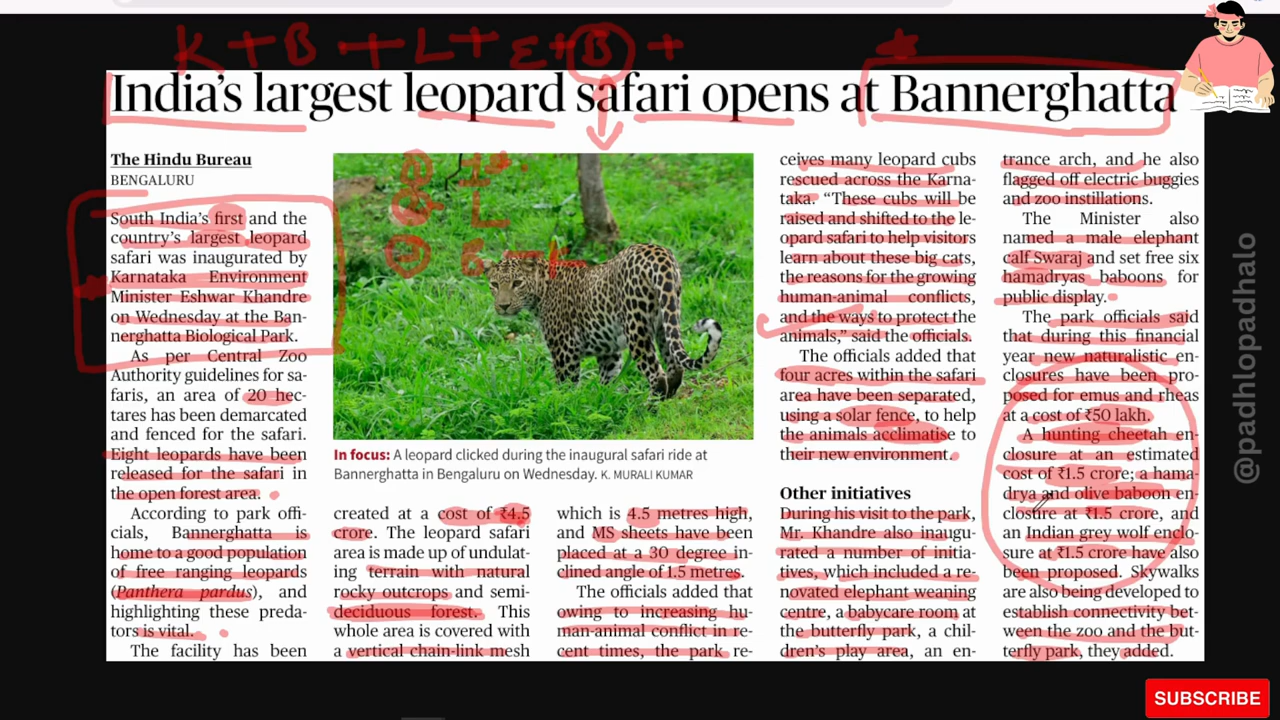 K + B + L + E + B +
India's largest leopard safari opens at Bannerghatta
The Hindu Bureau
BENGALURU
South India's first and the
country's largest leopard
safari was inaugurated by
Karnataka Environment
Minister Eshwar Khandre
on Wednesday at the Ban-
nerghatta Biological Park.
As per Central Zoo
Authority guidelines for sa-
faris, an area of 20 hec-
tares has been demarcated
and fenced for the safari.
Eight leopards have been
released for the safari in
the open forest area.
According to park offi-
cials, Bannerghatta is
home to a good population
of free ranging leopards
(Panthera pardus), and
highlighting these preda-
tors is vital.
The facility has been
In focus: A leopard clicked during the inaugural safari ride at
Bannerghatta in Bengaluru on Wednesday. K. MURALI KUMAR
created at a cost of ₹4.5
crore. The leopard safari
area is made up of undulat-
ing terrain with natural
rocky outcrops and semi-
deciduous forest. This
whole area is covered with
a vertical chain-link mesh
which is 4.5 metres high,
and MS sheets have been
placed at a 30 degree in-
clined angle of 1.5 metres.
The officials added that
owing to increasing hu-
man-animal conflict in re-
cent times, the park re-
ceives many leopard cubs
rescued across the Karna-
taka. “These cubs will be
raised and shifted to the le-
opard safari to help visitors
learn about these big cats,
the reasons for the growing
human-animal conflicts,
and the ways to protect the
animals,” said the officials.
The officials added that
four acres within the safari
area have been separated,
using a solar fence, to help
the animals acclimatise to
their new environment.
Other initiatives
During his visit to the park,
Mr. Khandre also inaugu-
rated a number of initia-
tives, which included a re-
novated elephant weaning
centre, a babycare room at
the butterfly park, a chil-
dren's play area, an en-
trance arch, and he also
flagged off electric buggies
and zoo instillations.
The Minister also
named a male elephant
calf Swaraj and set free six
hamadryas baboons for
public display.
The park officials said
that during this financial
year new naturalistic en-
closures have been pro-
posed for emus and rheas
at a cost of ₹50 lakh.
A hunting cheetah en-
closure at an estimated
cost of ₹1.5 crore; a hama-
drya and olive baboon en-
closure at ₹1.5 crore, and
an Indian grey wolf enclo-
sure at ₹1.5 crore have also
been proposed. Skywalks
are also being developed to
establish connectivity bet-
ween the zoo and the but-
terfly park, they added.
@padhlopadhalo
SUBSCRIBE